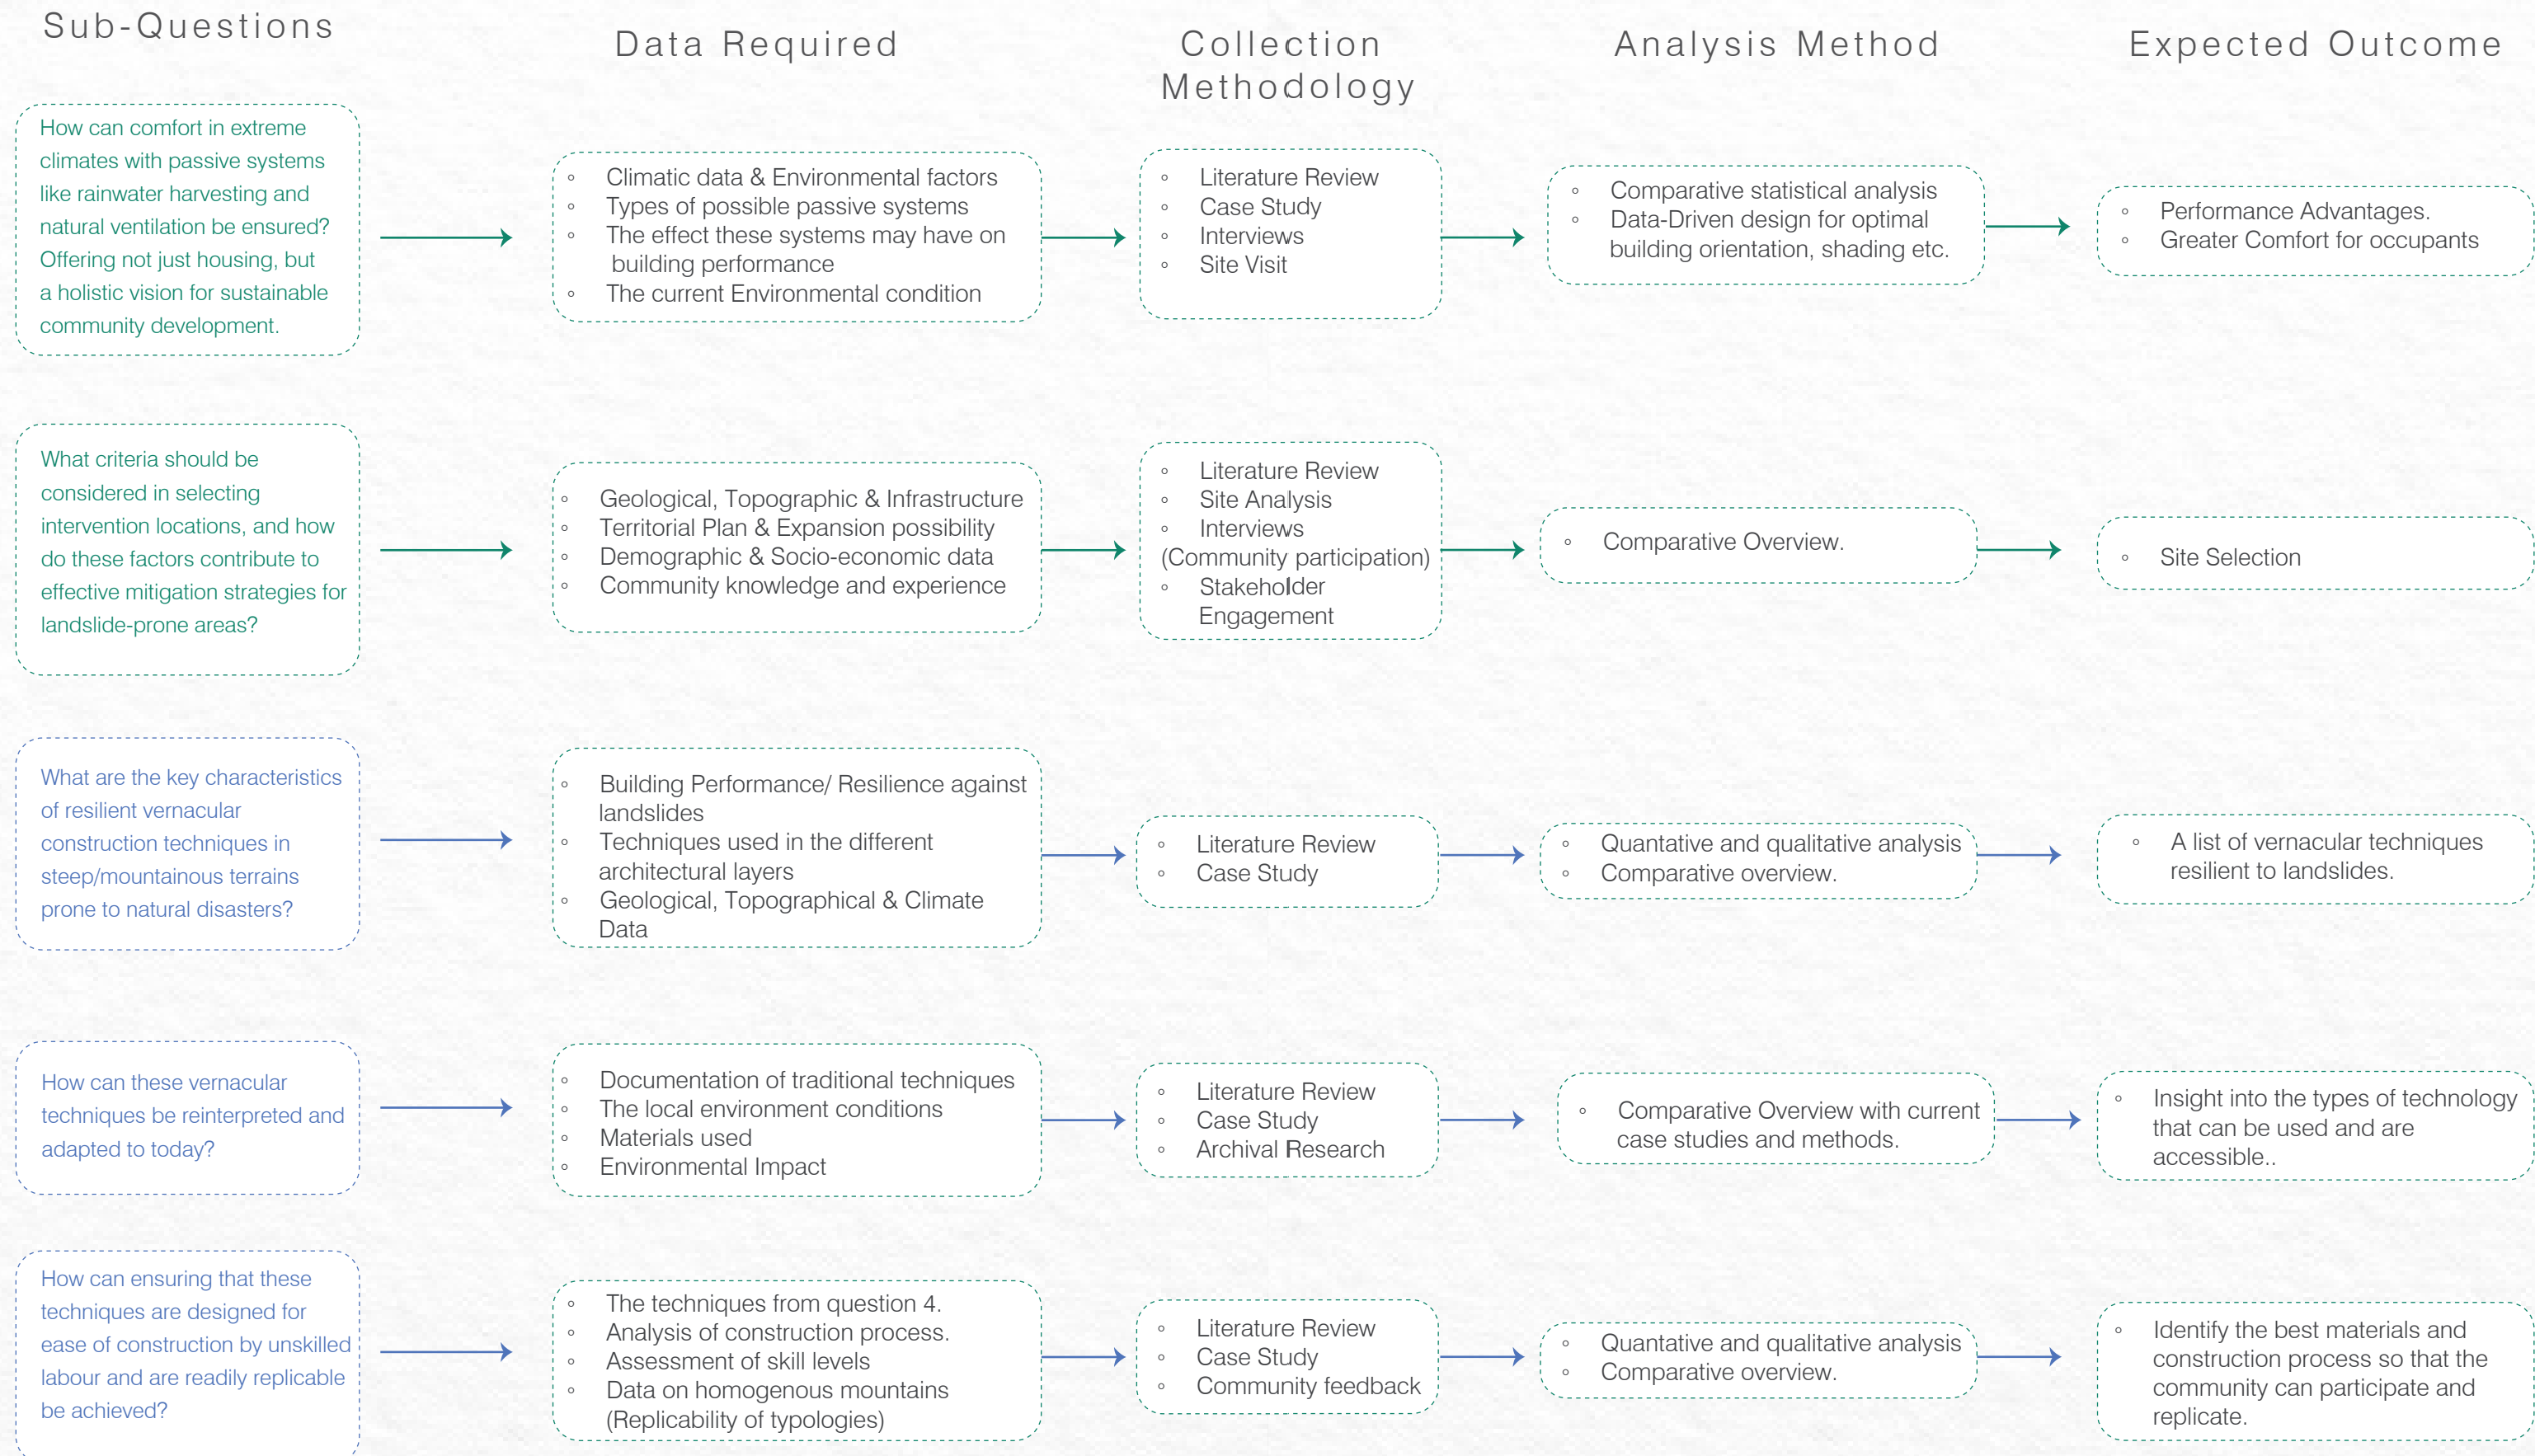 Sub-Questions
Data Required
Collection
Methodology
Analysis Method
Expected Outcome
How can comfort in extreme
climates with passive systems
like rainwater harvesting and
natural ventilation be ensured?
Offering not just housing, but
a holistic vision for sustainable
community development.
◦ Climatic data & Environmental factors
◦ Types of possible passive systems
◦ The effect these systems may have on
building performance
◦ The current Environmental condition
◦ Literature Review
◦ Case Study
◦ Interviews
◦ Site Visit
◦ Comparative statistical analysis
◦ Data-Driven design for optimal
building orientation, shading etc.
◦ Performance Advantages.
◦ Greater Comfort for occupants
What criteria should be
considered in selecting
intervention locations, and how
do these factors contribute to
effective mitigation strategies for
landslide-prone areas?
◦ Geological, Topographic & Infrastructure
◦ Territorial Plan & Expansion possibility
◦ Demographic & Socio-economic data
◦ Community knowledge and experience
◦ Literature Review
◦ Site Analysis
◦ Interviews
(Community participation)
◦ Stakeholder
Engagement
◦ Comparative Overview.
◦ Site Selection
What are the key characteristics
of resilient vernacular
construction techniques in
steep/mountainous terrains
prone to natural disasters?
◦ Building Performance/ Resilience against
landslides
◦ Techniques used in the different
architectural layers
◦ Geological, Topographical & Climate
Data
◦ Literature Review
◦ Case Study
◦ Quantative and qualitative analysis
◦ Comparative overview.
◦ A list of vernacular techniques
resilient to landslides.
How can these vernacular
techniques be reinterpreted and
adapted to today?
◦ Documentation of traditional techniques
◦ The local environment conditions
◦ Materials used
◦ Environmental Impact
◦ Literature Review
◦ Case Study
◦ Archival Research
◦ Comparative Overview with current
case studies and methods.
◦ Insight into the types of technology
that can be used and are
accessible..
How can ensuring that these
techniques are designed for
ease of construction by unskilled
labour and are readily replicable
be achieved?
◦ The techniques from question 4.
◦ Analysis of construction process.
◦ Assessment of skill levels
◦ Data on homogenous mountains
(Replicability of typologies)
◦ Literature Review
◦ Case Study
◦ Community feedback
◦ Quantative and qualitative analysis
◦ Comparative overview.
◦ Identify the best materials and
construction process so that the
community can participate and
replicate.